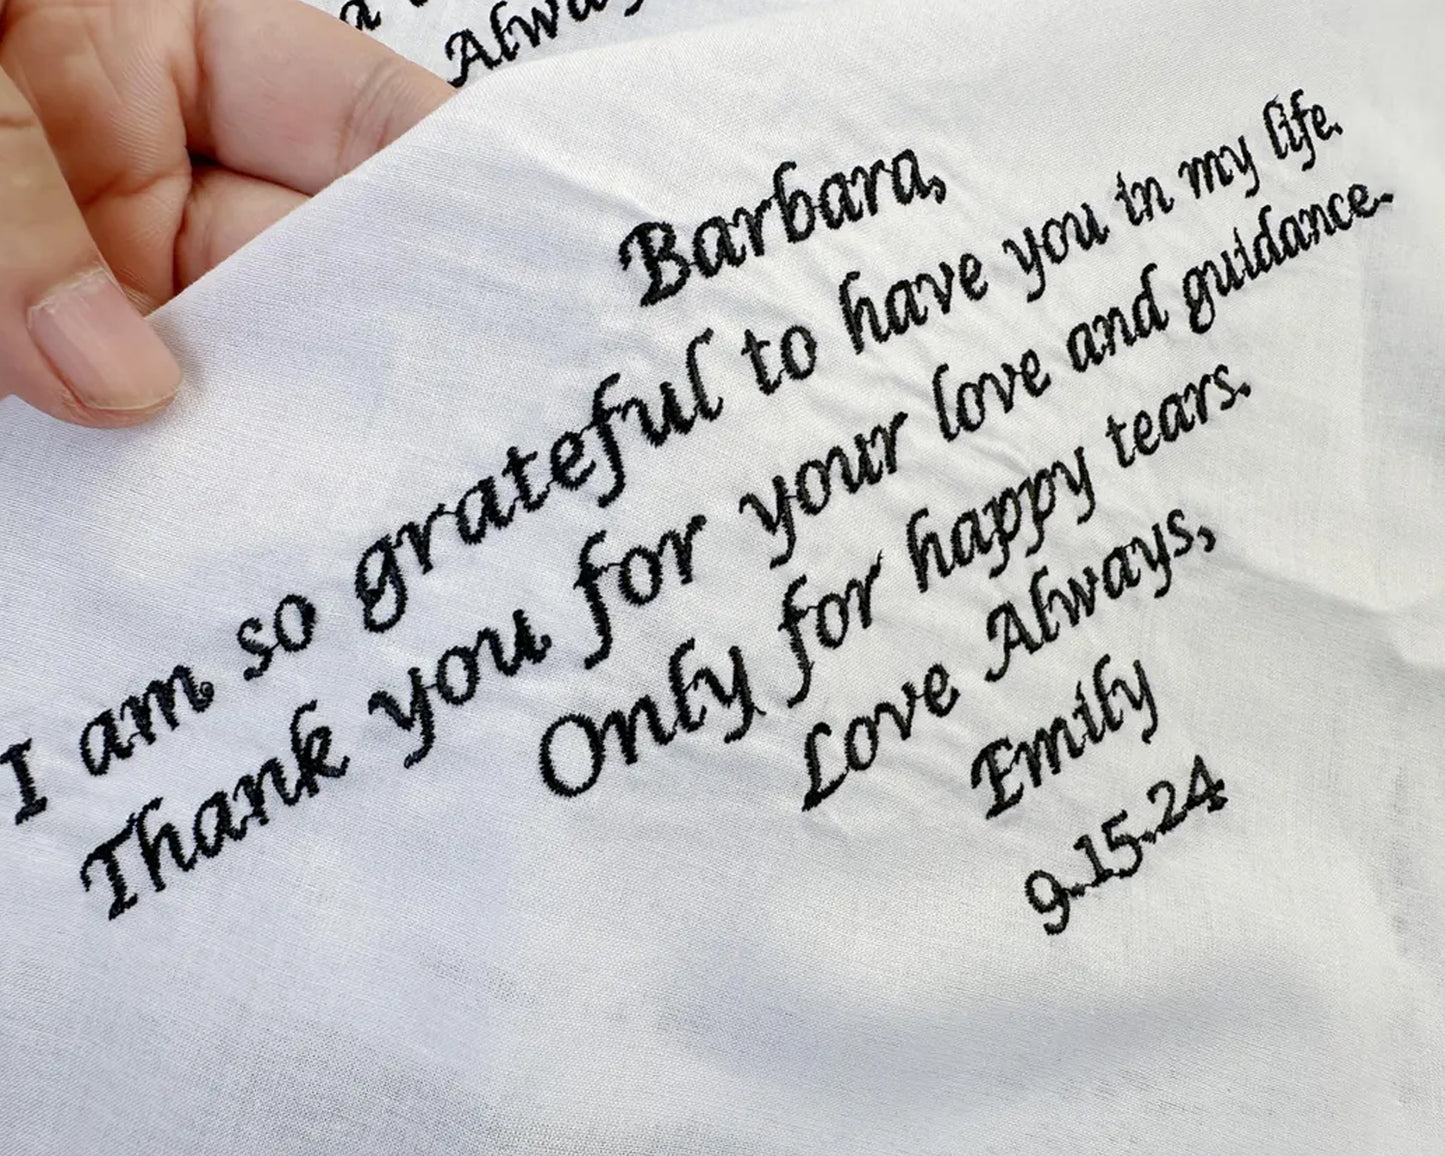 Alway
Barbara,
I am so grateful to have you in my life.
Thank you for your love and guidance.
Only for happy tears.
Love Always,
Emily
9.15.24